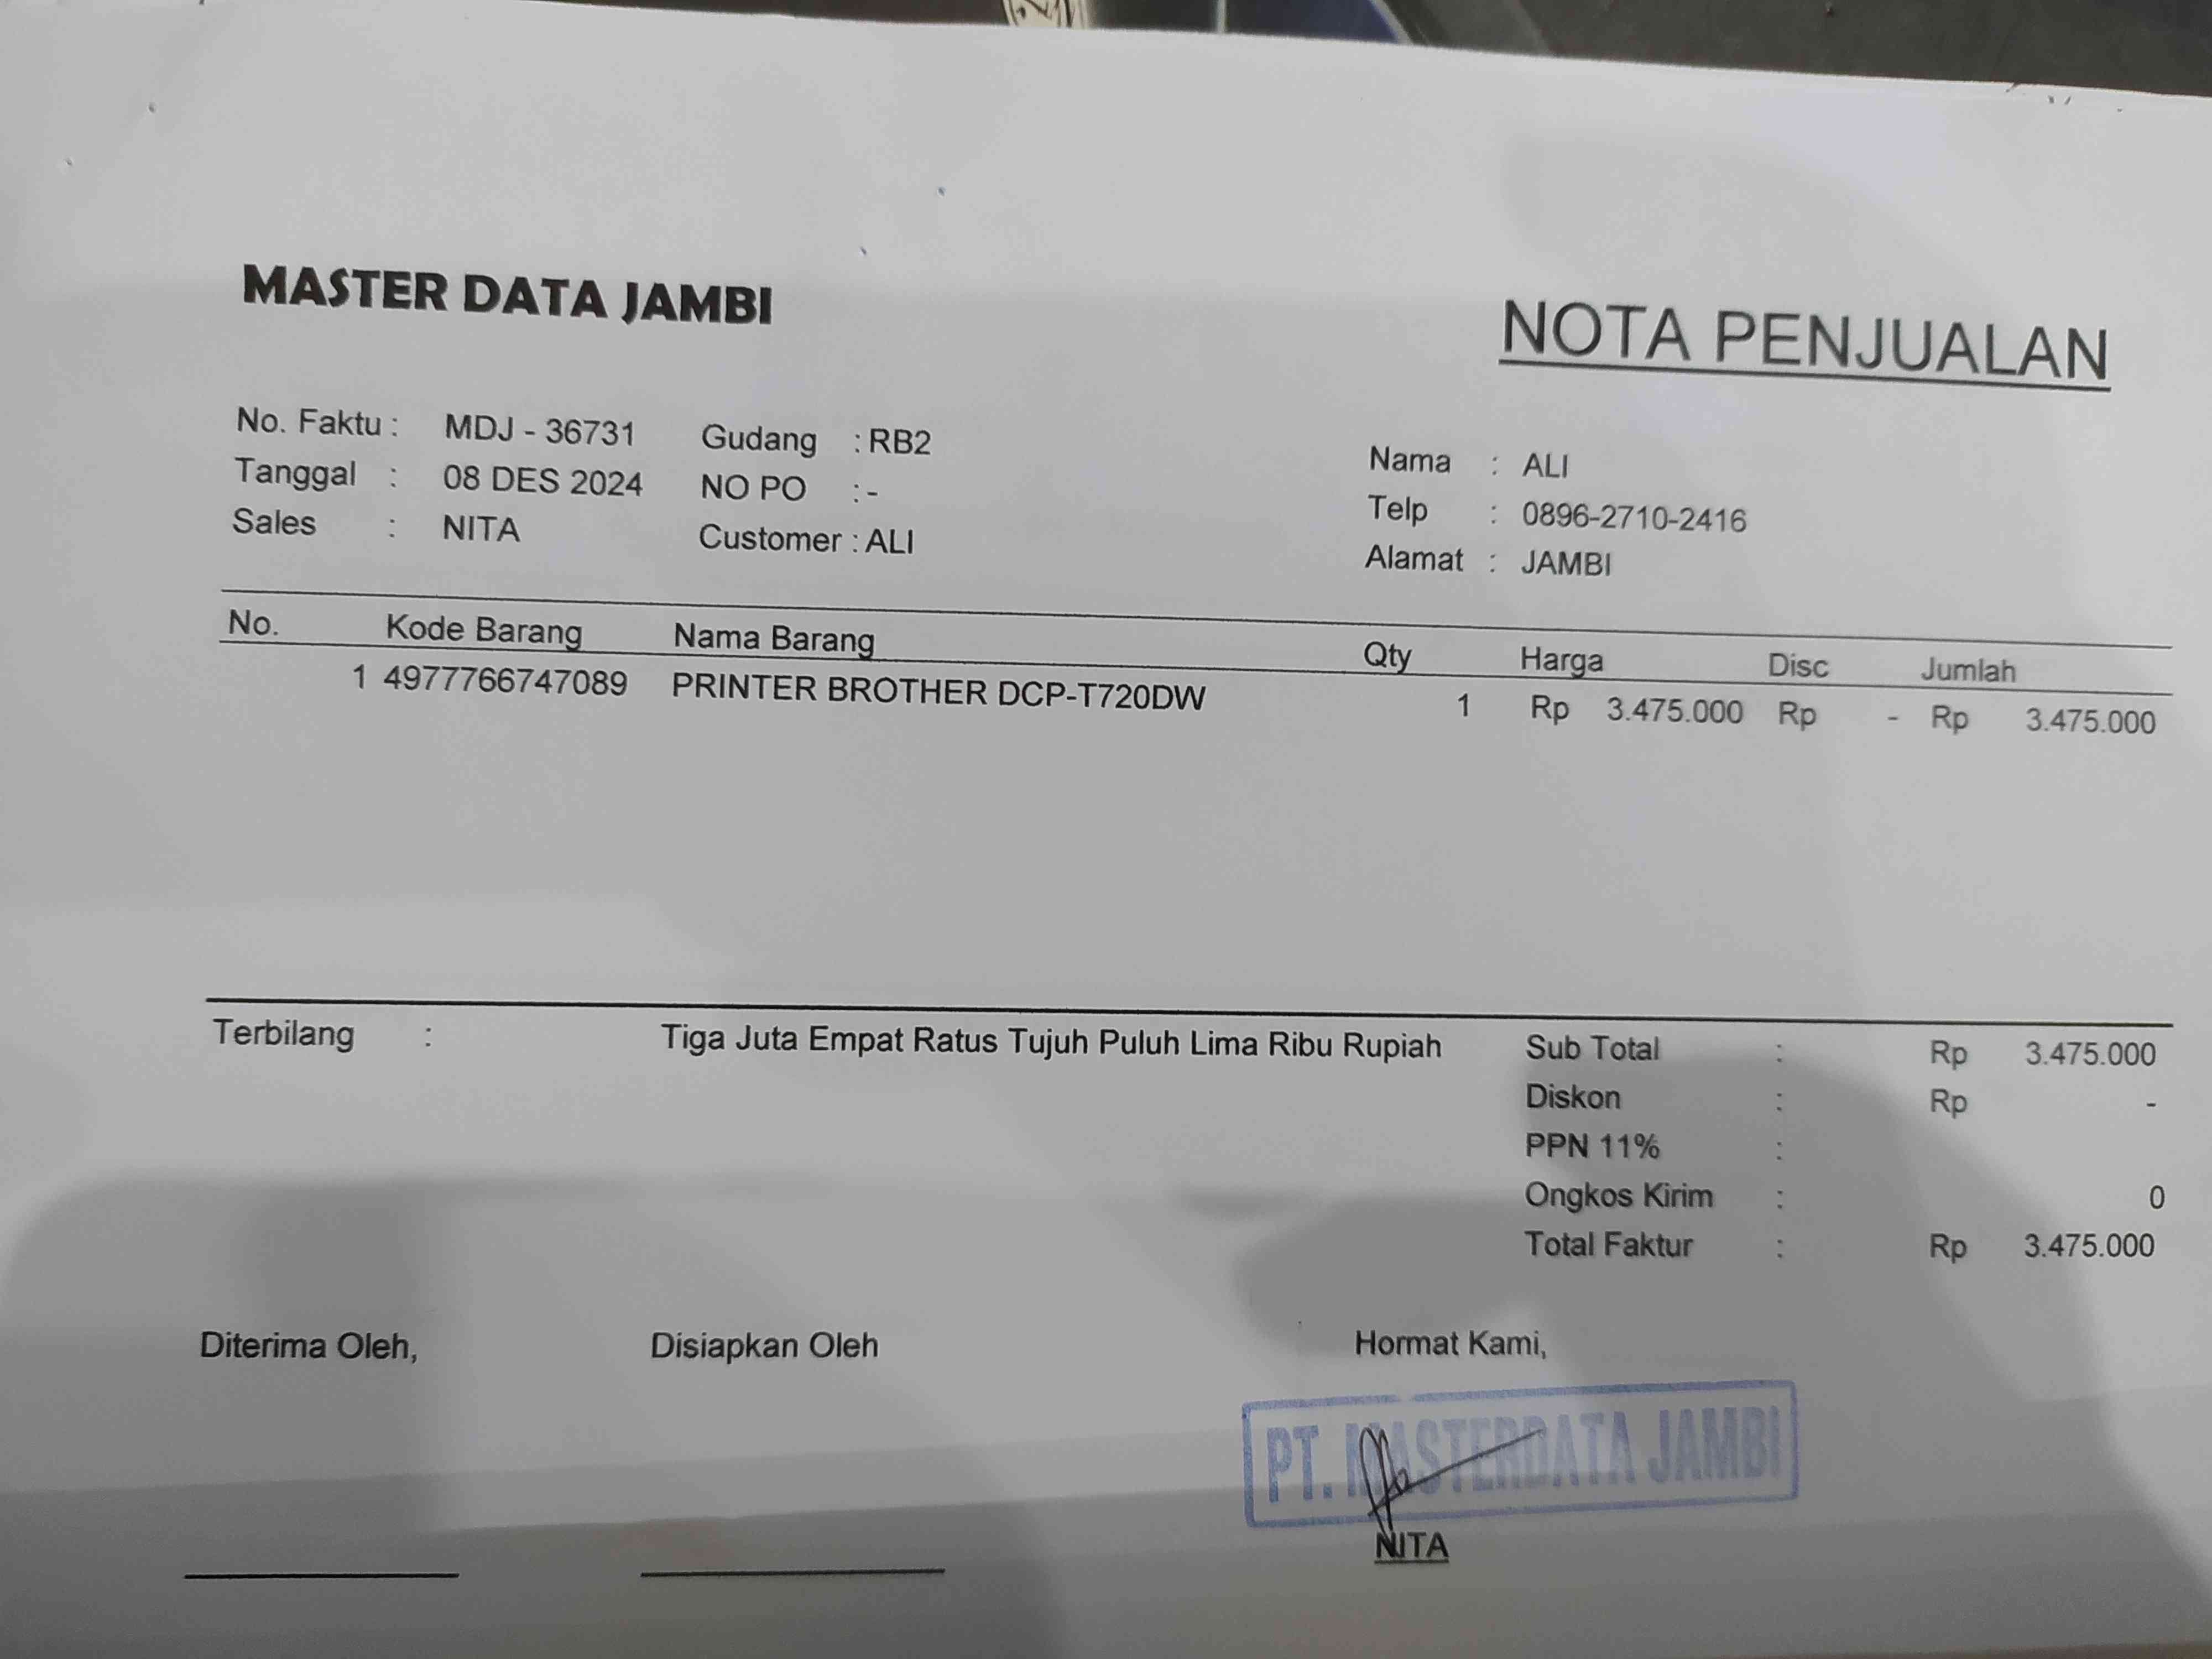 MASTER DATA JAMBI
NOTA PENJUALAN
No. Faktu : MDJ - 36731 Gudang : RB2
Nama : ALI
Tanggal : 08 DES 2024 NO PO : -
Telp : 0896-2710-2416
Sales : NITA Customer : ALI
Alamat : JAMBI
No. Kode Barang Nama Barang Qty Harga Disc Jumlah
1 4977766747089 PRINTER BROTHER DCP-T720DW 1 Rp 3.475.000 Rp - Rp 3.475.000
Terbilang : Tiga Juta Empat Ratus Tujuh Puluh Lima Ribu Rupiah Sub Total : Rp 3.475.000
Diskon : Rp -
PPN 11% :
Ongkos Kirim : 0
Total Faktur : Rp 3.475.000
Diterima Oleh, Disiapkan Oleh Hormat Kami,
PT. MASTERDATA JAMBI
NITA